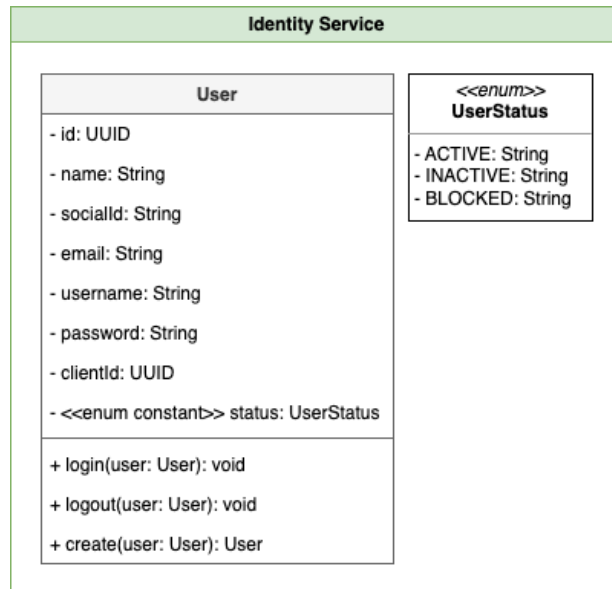 Identity Service
User
- id: UUID
- name: String
- socialId: String
- email: String
- username: String
- password: String
- clientId: UUID
- <<enum constant>> status: UserStatus
+ login(user: User): void
+ logout(user: User): void
+ create(user: User): User
<<enum>>
UserStatus
- ACTIVE: String
- INACTIVE: String
- BLOCKED: String